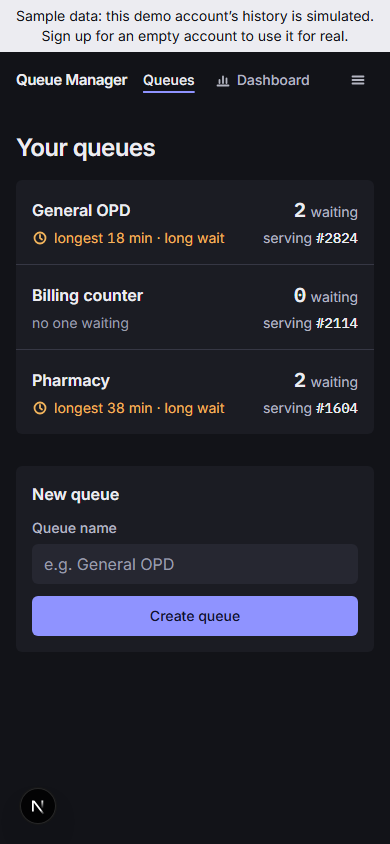 Sample data: this demo account’s history is simulated.
Sign up for an empty account to use it for real.
Queue Manager Queues Dashboard
Your queues
General OPD 2 waiting
longest 18 min · long wait serving #2824
Billing counter 0 waiting
no one waiting serving #2114
Pharmacy 2 waiting
longest 38 min · long wait serving #1604
New queue
Queue name
e.g. General OPD
Create queue
N